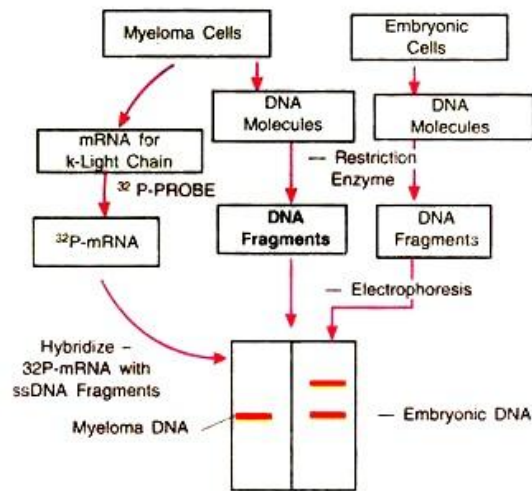 Myeloma Cells
Embryonic
Cells
mRNA for
k-Light Chain
DNA
Molecules
DNA
Molecules
— Restriction
Enzyme
³² P-PROBE
³²P-mRNA
DNA
Fragments
DNA
Fragments
— Electrophoresis
Hybridize –
32P-mRNA with
ssDNA Fragments
Myeloma DNA
— Embryonic DNA